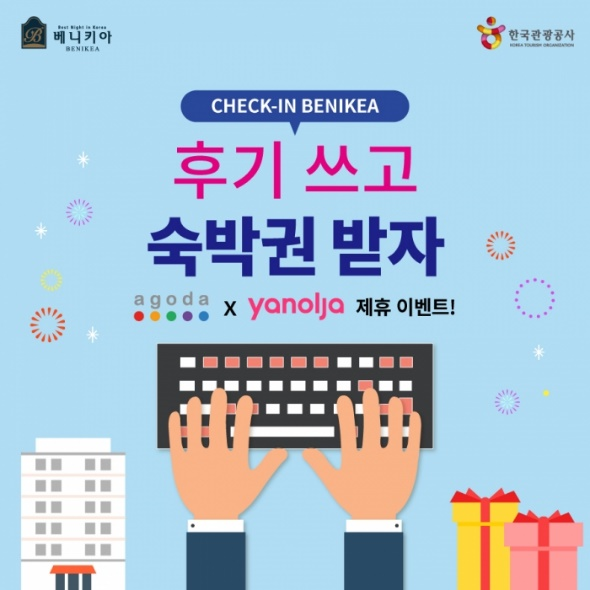 Best Night in Korea
베니키아
BENIKEA
한국관광공사
KOREA TOURISM ORGANIZATION
CHECK-IN BENIKEA
후기 쓰고
숙박권 받자
agoda X yanolja 제휴 이벤트!